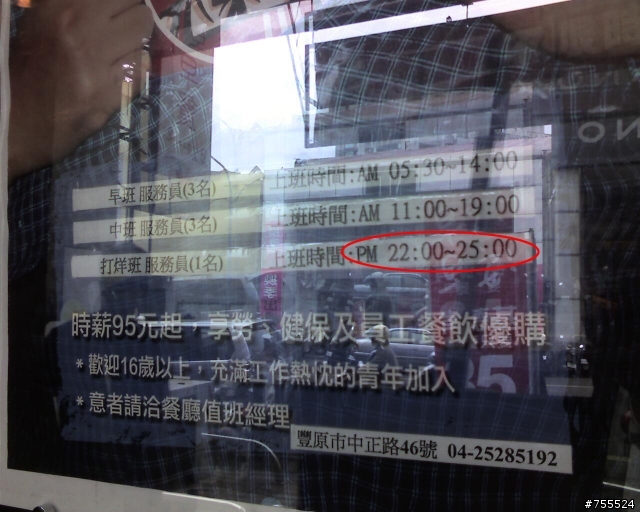 早班 服務員(3名) 上班時間:AM 05:30~14:00
中班 服務員(3名) 上班時間:AM 11:00~19:00
打烊班 服務員(1名) 上班時間:PM 22:00~25:00
時薪95元起 享勞、健保及員工餐飲優購
*歡迎16歲以上，充滿工作熱忱的青年加入
*意者請洽餐廳值班經理
豐原市中正路46號 04-25285192
#755524